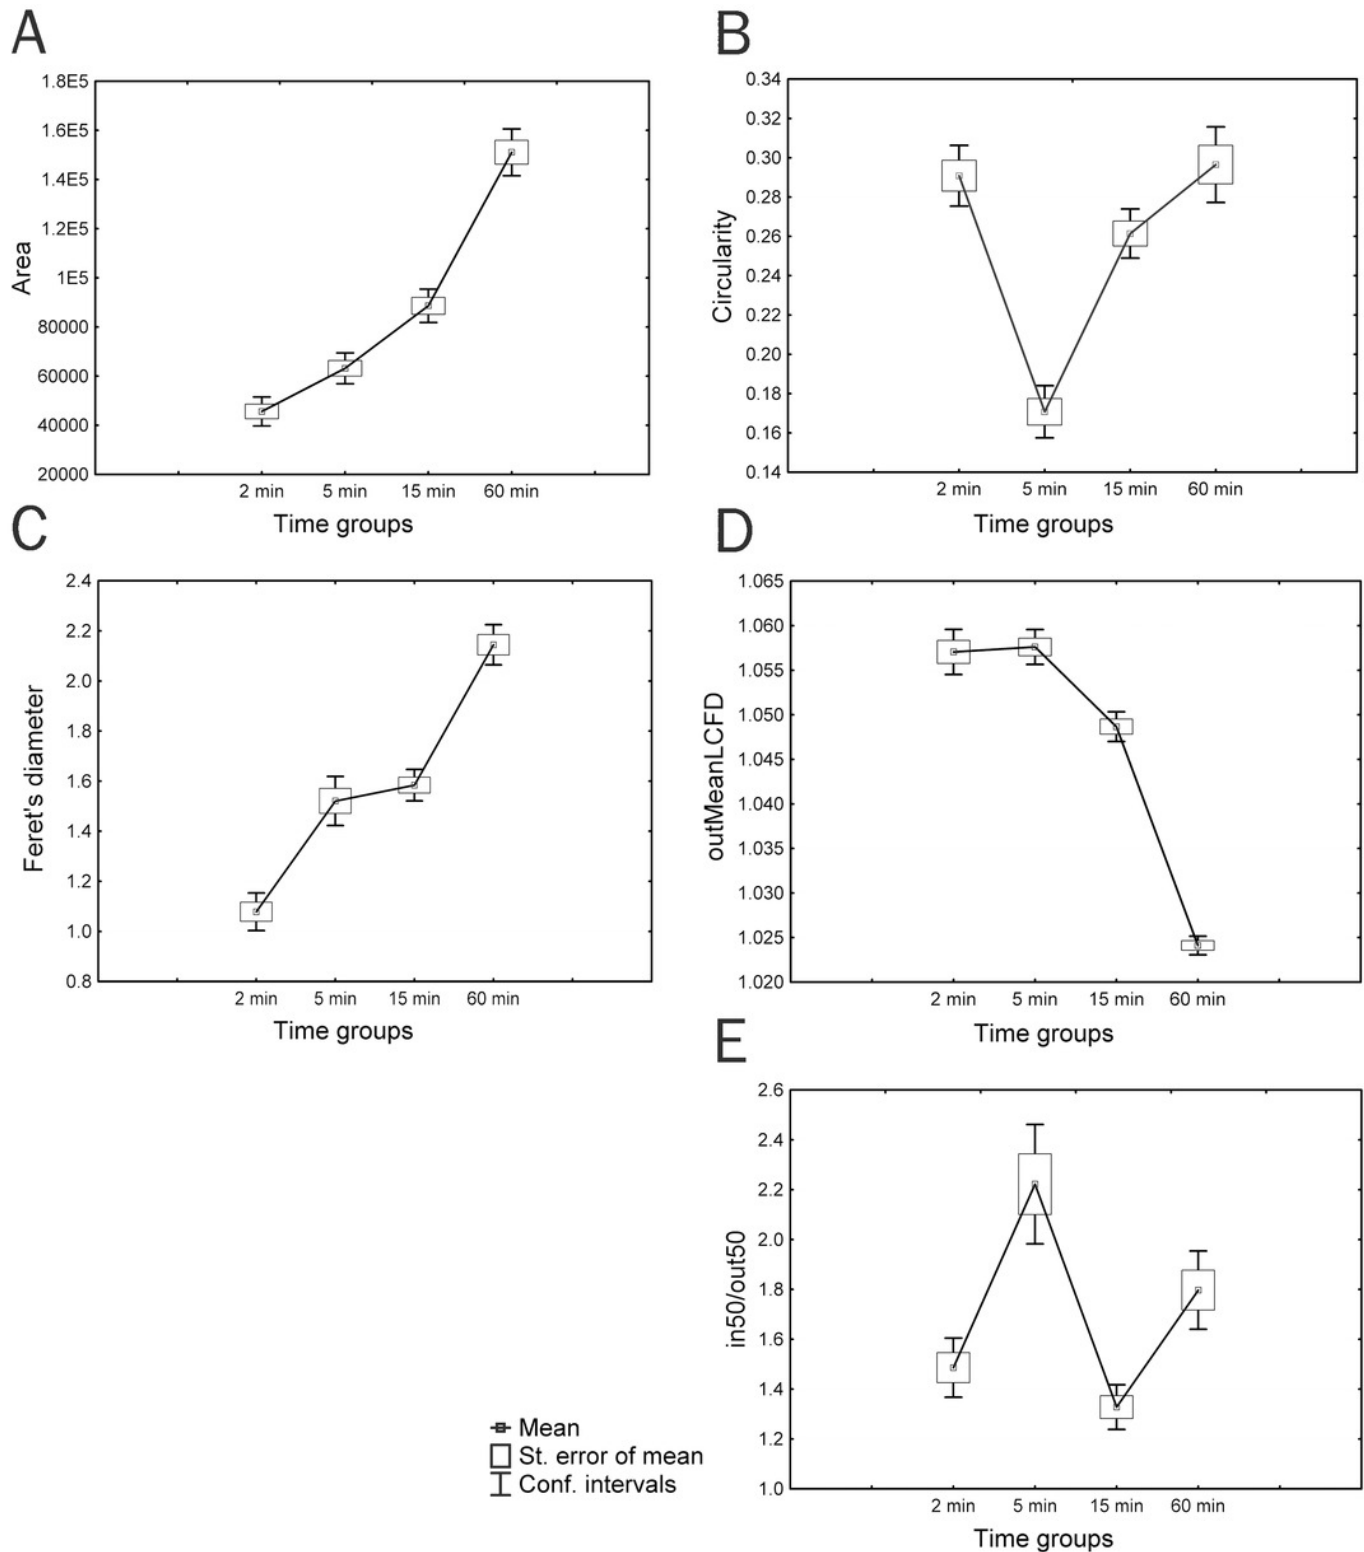 A
1.8E5
1.6E5
1.4E5
1.2E5
1E5
80000
60000
40000
20000
Area
2 min 5 min 15 min 60 min
Time groups
B
0.34
0.32
0.30
0.28
0.26
0.24
0.22
0.20
0.18
0.16
0.14
Circularity
2 min 5 min 15 min 60 min
Time groups
C
2.4
2.2
2.0
1.8
1.6
1.4
1.2
1.0
0.8
Feret's diameter
2 min 5 min 15 min 60 min
Time groups
D
1.065
1.060
1.055
1.050
1.045
1.040
1.035
1.030
1.025
1.020
outMeanLCFD
2 min 5 min 15 min 60 min
Time groups
E
2.6
2.4
2.2
2.0
1.8
1.6
1.4
1.2
1.0
in50/out50
2 min 5 min 15 min 60 min
Time groups
Mean
St. error of mean
Conf. intervals